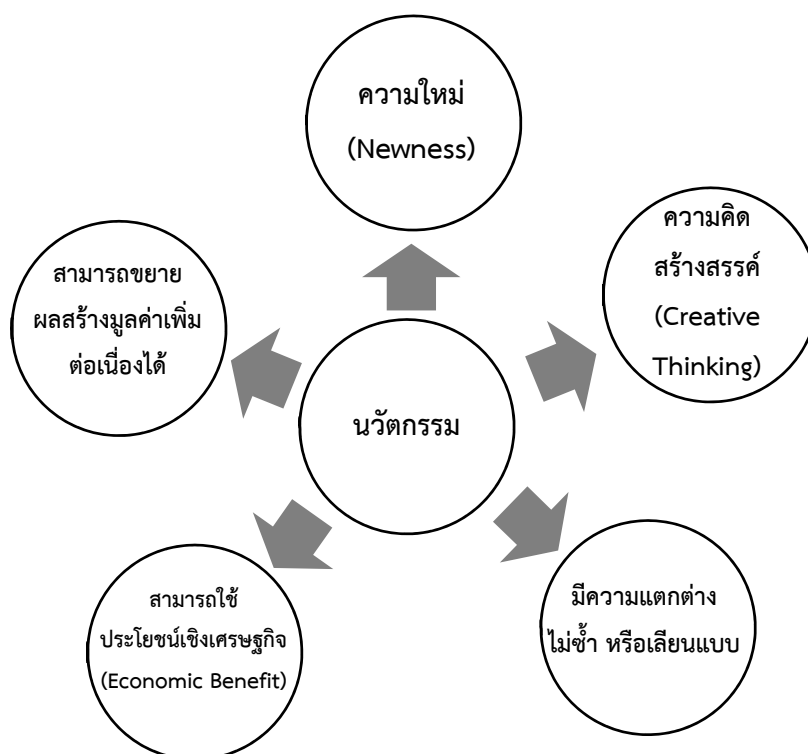 ความใหม่
(Newness)
ความคิด
สร้างสรรค์
(Creative
Thinking)
สามารถขยาย
ผลสร้างมูลค่าเพิ่ม
ต่อเนื่องได้
นวัตกรรม
มีความแตกต่าง
ไม่ซ้ำ หรือเลียนแบบ
สามารถใช้
ประโยชน์เชิงเศรษฐกิจ
(Economic Benefit)